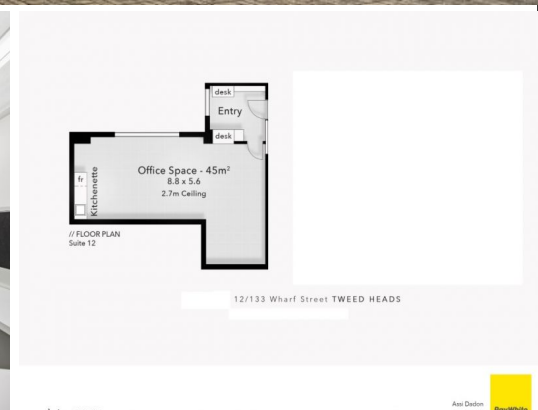 desk
Entry
desk
Office Space - 45m²
8.8 x 5.6
2.7m Ceiling
fr
Kitchenette
// FLOOR PLAN
Suite 12
12/133 Wharf Street TWEED HEADS
Assi Dadon
RayWhite